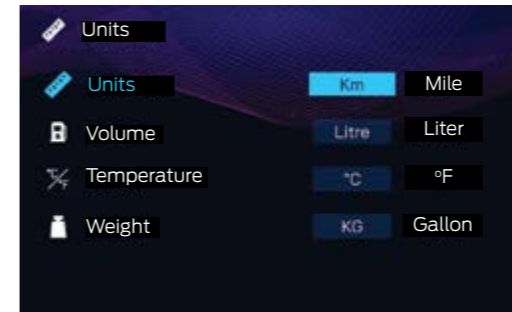 Units
Units Km Mile
Volume Litre Liter
Temperature °C °F
Weight KG Gallon